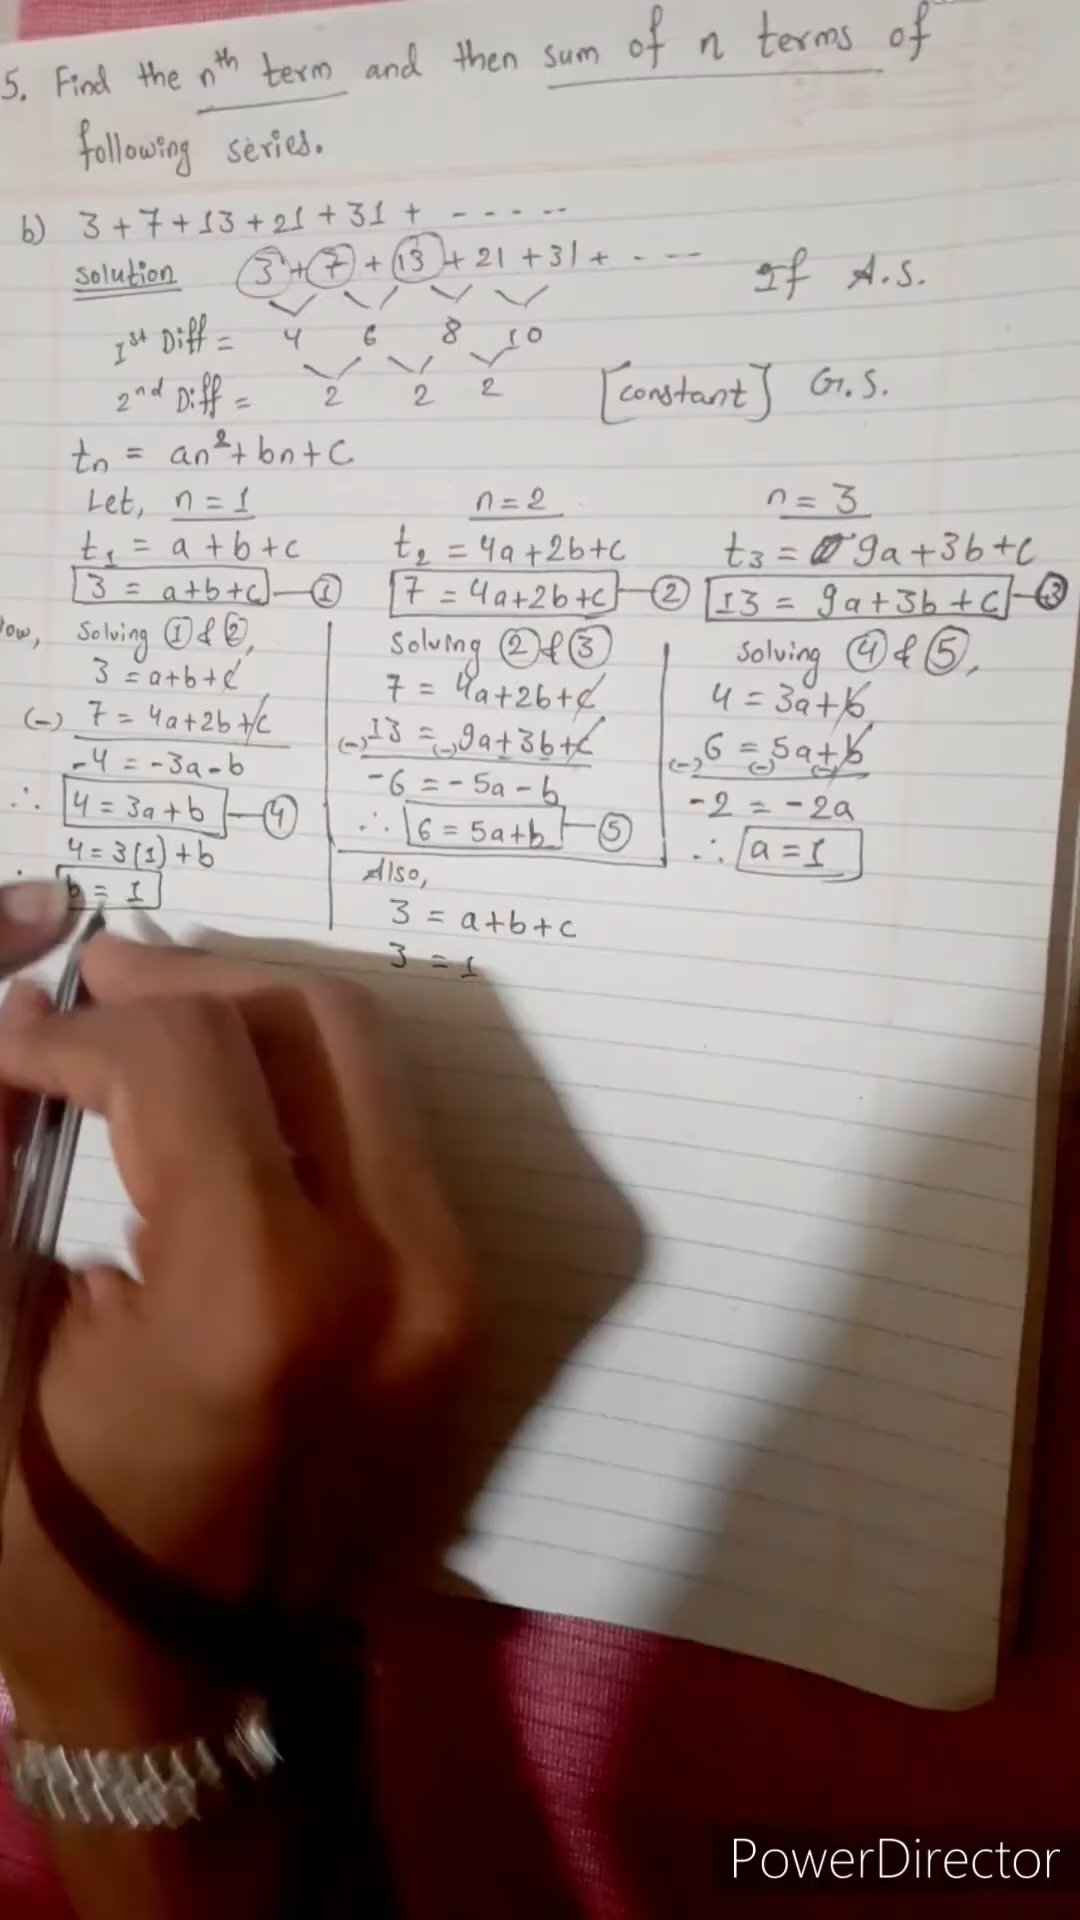 5. Find the nth term and then sum of n terms of
following series.
b) 3 + 7 + 13 + 21 + 31 + - - - - -
Solution 3 + 7 + 13 + 21 + 31 + - - -
If A.S.
1st Diff = 4 6 8 10
2nd Diff = 2 2 2 [constant] G.S.
tn = an² + bn + c
Let, n = 1 n = 2 n = 3
t1 = a + b + c t2 = 4a + 2b + c t3 = 9a + 3b + c
3 = a+b+c — ① 7 = 4a+2b+c — ② 13 = 9a+3b+c — ③
Now, Solving ① & ②,
3 = a+b+c
(-) 7 = 4a+2b+c
-4 = -3a-b
∴ 4 = 3a+b — ④
4 = 3(1)+b
b = 1
Solving ② & ③
7 = 4a+2b+c
(-) 13 = (-) 9a+3b+c
-6 = -5a-b
∴ 6 = 5a+b — ⑤
Also,
3 = a+b+c
3 = 1
Solving ④ & ⑤,
4 = 3a+b
(-) 6 = (-) 5a+(-) b
-2 = -2a
∴ a = 1
PowerDirector